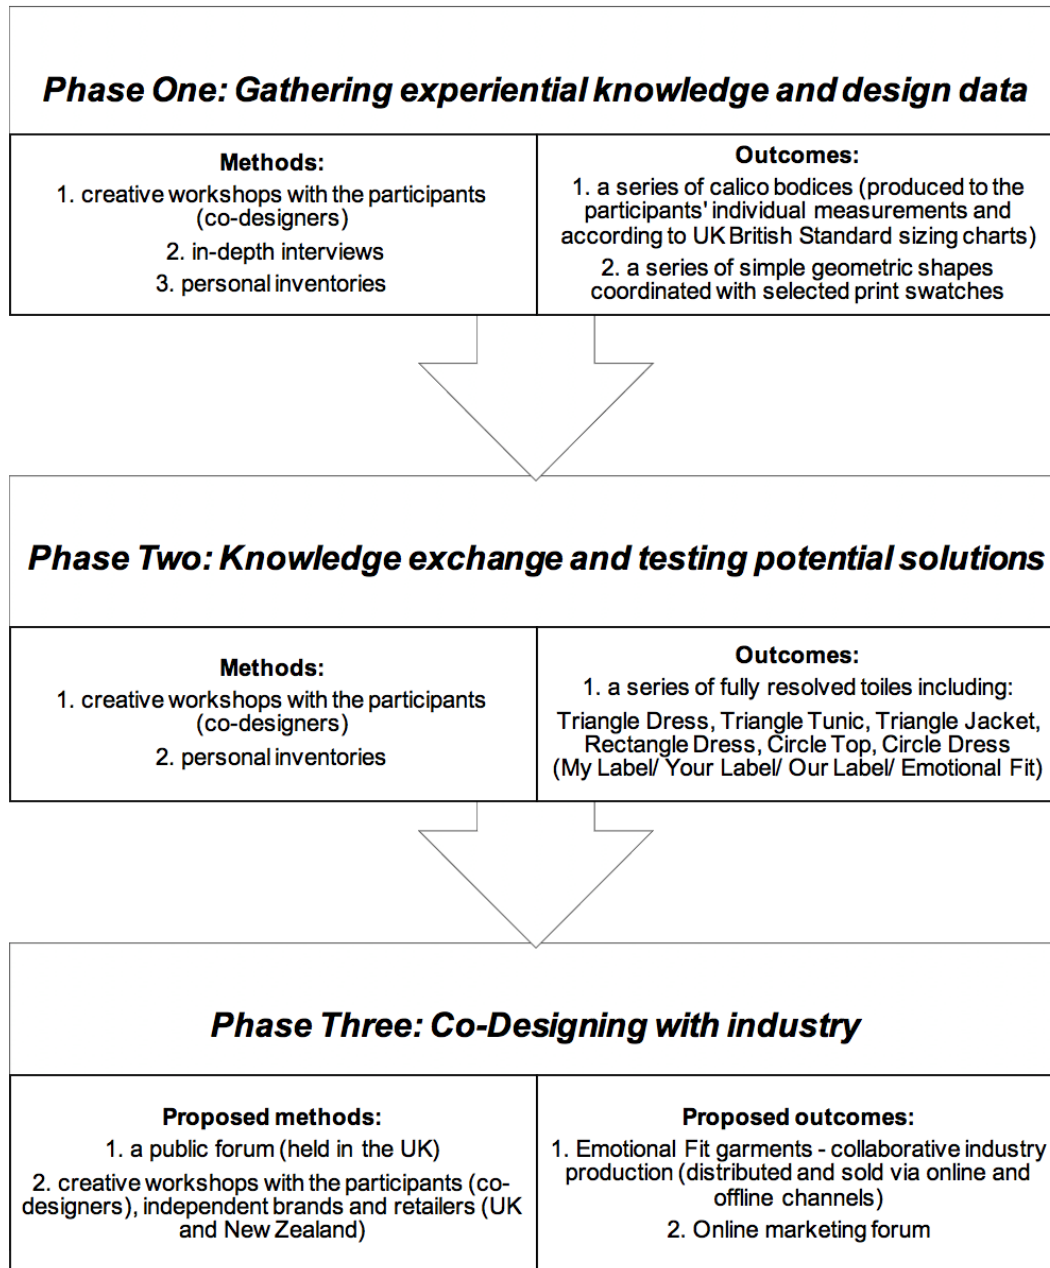 Phase One: Gathering experiential knowledge and design data
Methods:
1. creative workshops with the participants
(co-designers)
2. in-depth interviews
3. personal inventories
Outcomes:
1. a series of calico bodices (produced to the
participants' individual measurements and
according to UK British Standard sizing charts)
2. a series of simple geometric shapes
coordinated with selected print swatches
Phase Two: Knowledge exchange and testing potential solutions
Methods:
1. creative workshops with the participants
(co-designers)
2. personal inventories
Outcomes:
1. a series of fully resolved toiles including:
Triangle Dress, Triangle Tunic, Triangle Jacket,
Rectangle Dress, Circle Top, Circle Dress
(My Label/ Your Label/ Our Label/ Emotional Fit)
Phase Three: Co-Designing with industry
Proposed methods:
1. a public forum (held in the UK)
2. creative workshops with the participants (co-
designers), independent brands and retailers (UK
and New Zealand)
Proposed outcomes:
1. Emotional Fit garments - collaborative industry
production (distributed and sold via online and
offline channels)
2. Online marketing forum